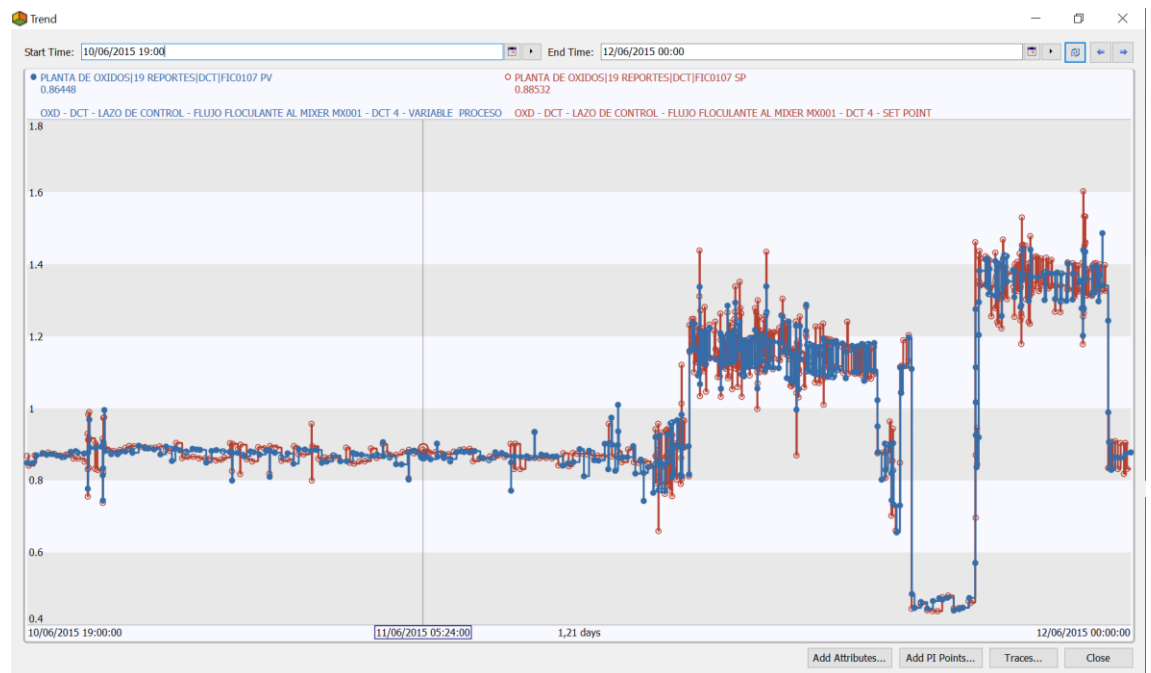 Trend
Start Time: 10/06/2015 19:00 End Time: 12/06/2015 00:00
PLANTA DE OXIDOS|19 REPORTES|DCT|FIC0107 PV PLANTA DE OXIDOS|19 REPORTES|DCT|FIC0107 SP
0.86448 0.88532
OXD - DCT - LAZO DE CONTROL - FLUJO FLOCULANTE AL MIXER MX001 - DCT 4 - VARIABLE PROCESO OXD - DCT - LAZO DE CONTROL - FLUJO FLOCULANTE AL MIXER MX001 - DCT 4 - SET POINT
1.8
1.6
1.4
1.2
1
0.8
0.6
0.4
10/06/2015 19:00:00 11/06/2015 05:24:00 1,21 days 12/06/2015 00:00:00
Add Attributes... Add PI Points... Traces... Close